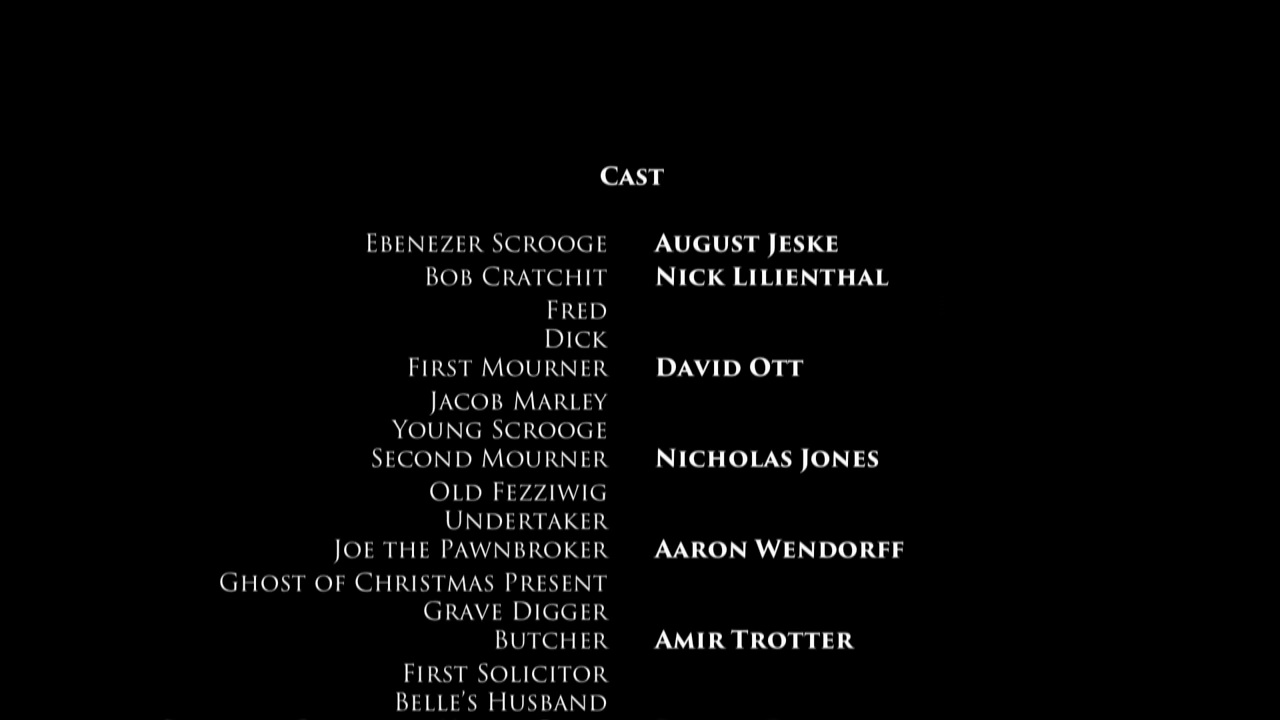 Cast
Ebenezer Scrooge August Jeske
Bob Cratchit Nick Lilienthal
Fred
Dick
First Mourner David Ott
Jacob Marley
Young Scrooge
Second Mourner Nicholas Jones
Old Fezziwig
Undertaker
Joe the Pawnbroker Aaron Wendorff
Ghost of Christmas Present
Grave Digger
Butcher Amir Trotter
First Solicitor
Belle's Husband